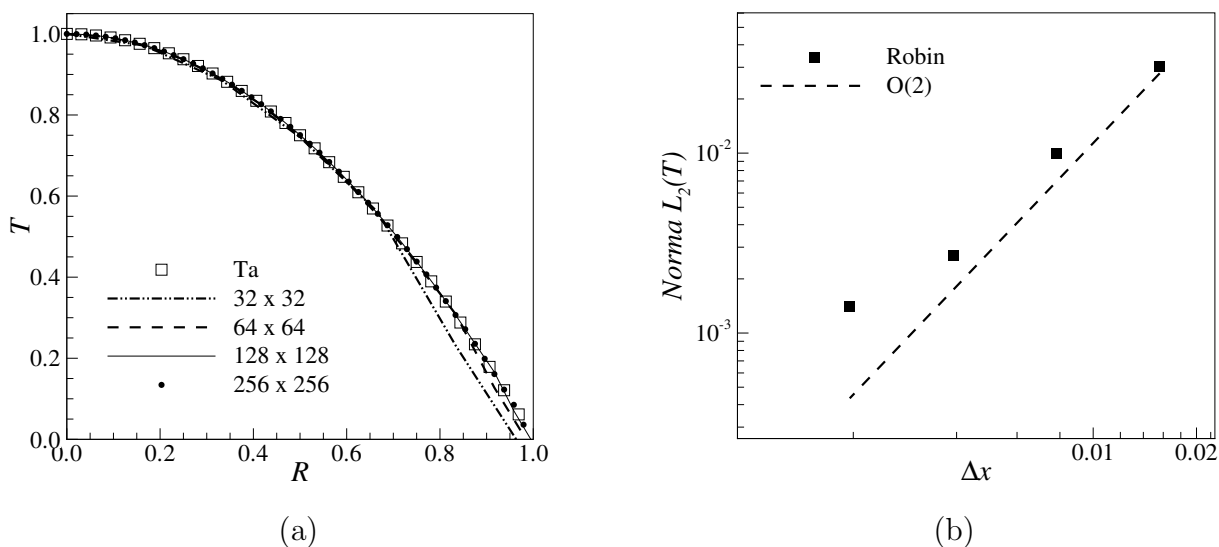 T
1.0
0.8
0.6
0.4
0.2
0.0
0.0 0.2 0.4 0.6 0.8 1.0
R
Ta
32 x 32
64 x 64
128 x 128
256 x 256
(a)
Norma L₂(T)
10⁻²
10⁻³
Robin
O(2)
0.01 0.02
Δx
(b)